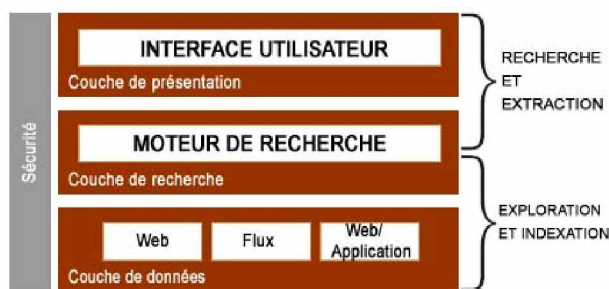 Sécurité
INTERFACE UTILISATEUR
Couche de présentation
MOTEUR DE RECHERCHE
Couche de recherche
Web
Flux
Web/
Application
Couche de données
RECHERCHE
ET
EXTRACTION
EXPLORATION
ET INDEXATION